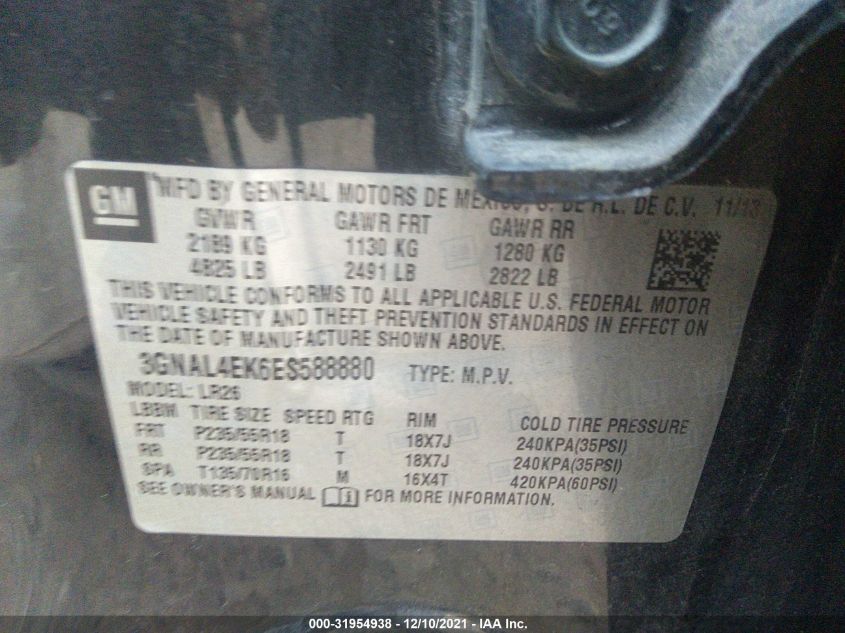 02
GM
MFD BY GENERAL MOTORS DE MEXICO, S. DE R.L. DE C.V. 11/13
GVWR GAWR FRT GAWR RR
2189 KG 1130 KG 1280 KG
4825 LB 2491 LB 2822 LB
THIS VEHICLE CONFORMS TO ALL APPLICABLE U.S. FEDERAL MOTOR
VEHICLE SAFETY AND THEFT PREVENTION STANDARDS IN EFFECT ON
THE DATE OF MANUFACTURE SHOWN ABOVE.
3GNAL4EK6ES588880 TYPE: M.P.V.
MODEL: LR26
LBBW TIRE SIZE SPEED RTG RIM COLD TIRE PRESSURE
FRT P235/55R18 T 18X7J 240KPA(35PSI)
RR P235/55R18 T 18X7J 240KPA(35PSI)
SPA T135/70R16 M 16X4T 420KPA(60PSI)
SEE OWNER'S MANUAL FOR MORE INFORMATION.
000-31954938 - 12/10/2021 - IAA Inc.